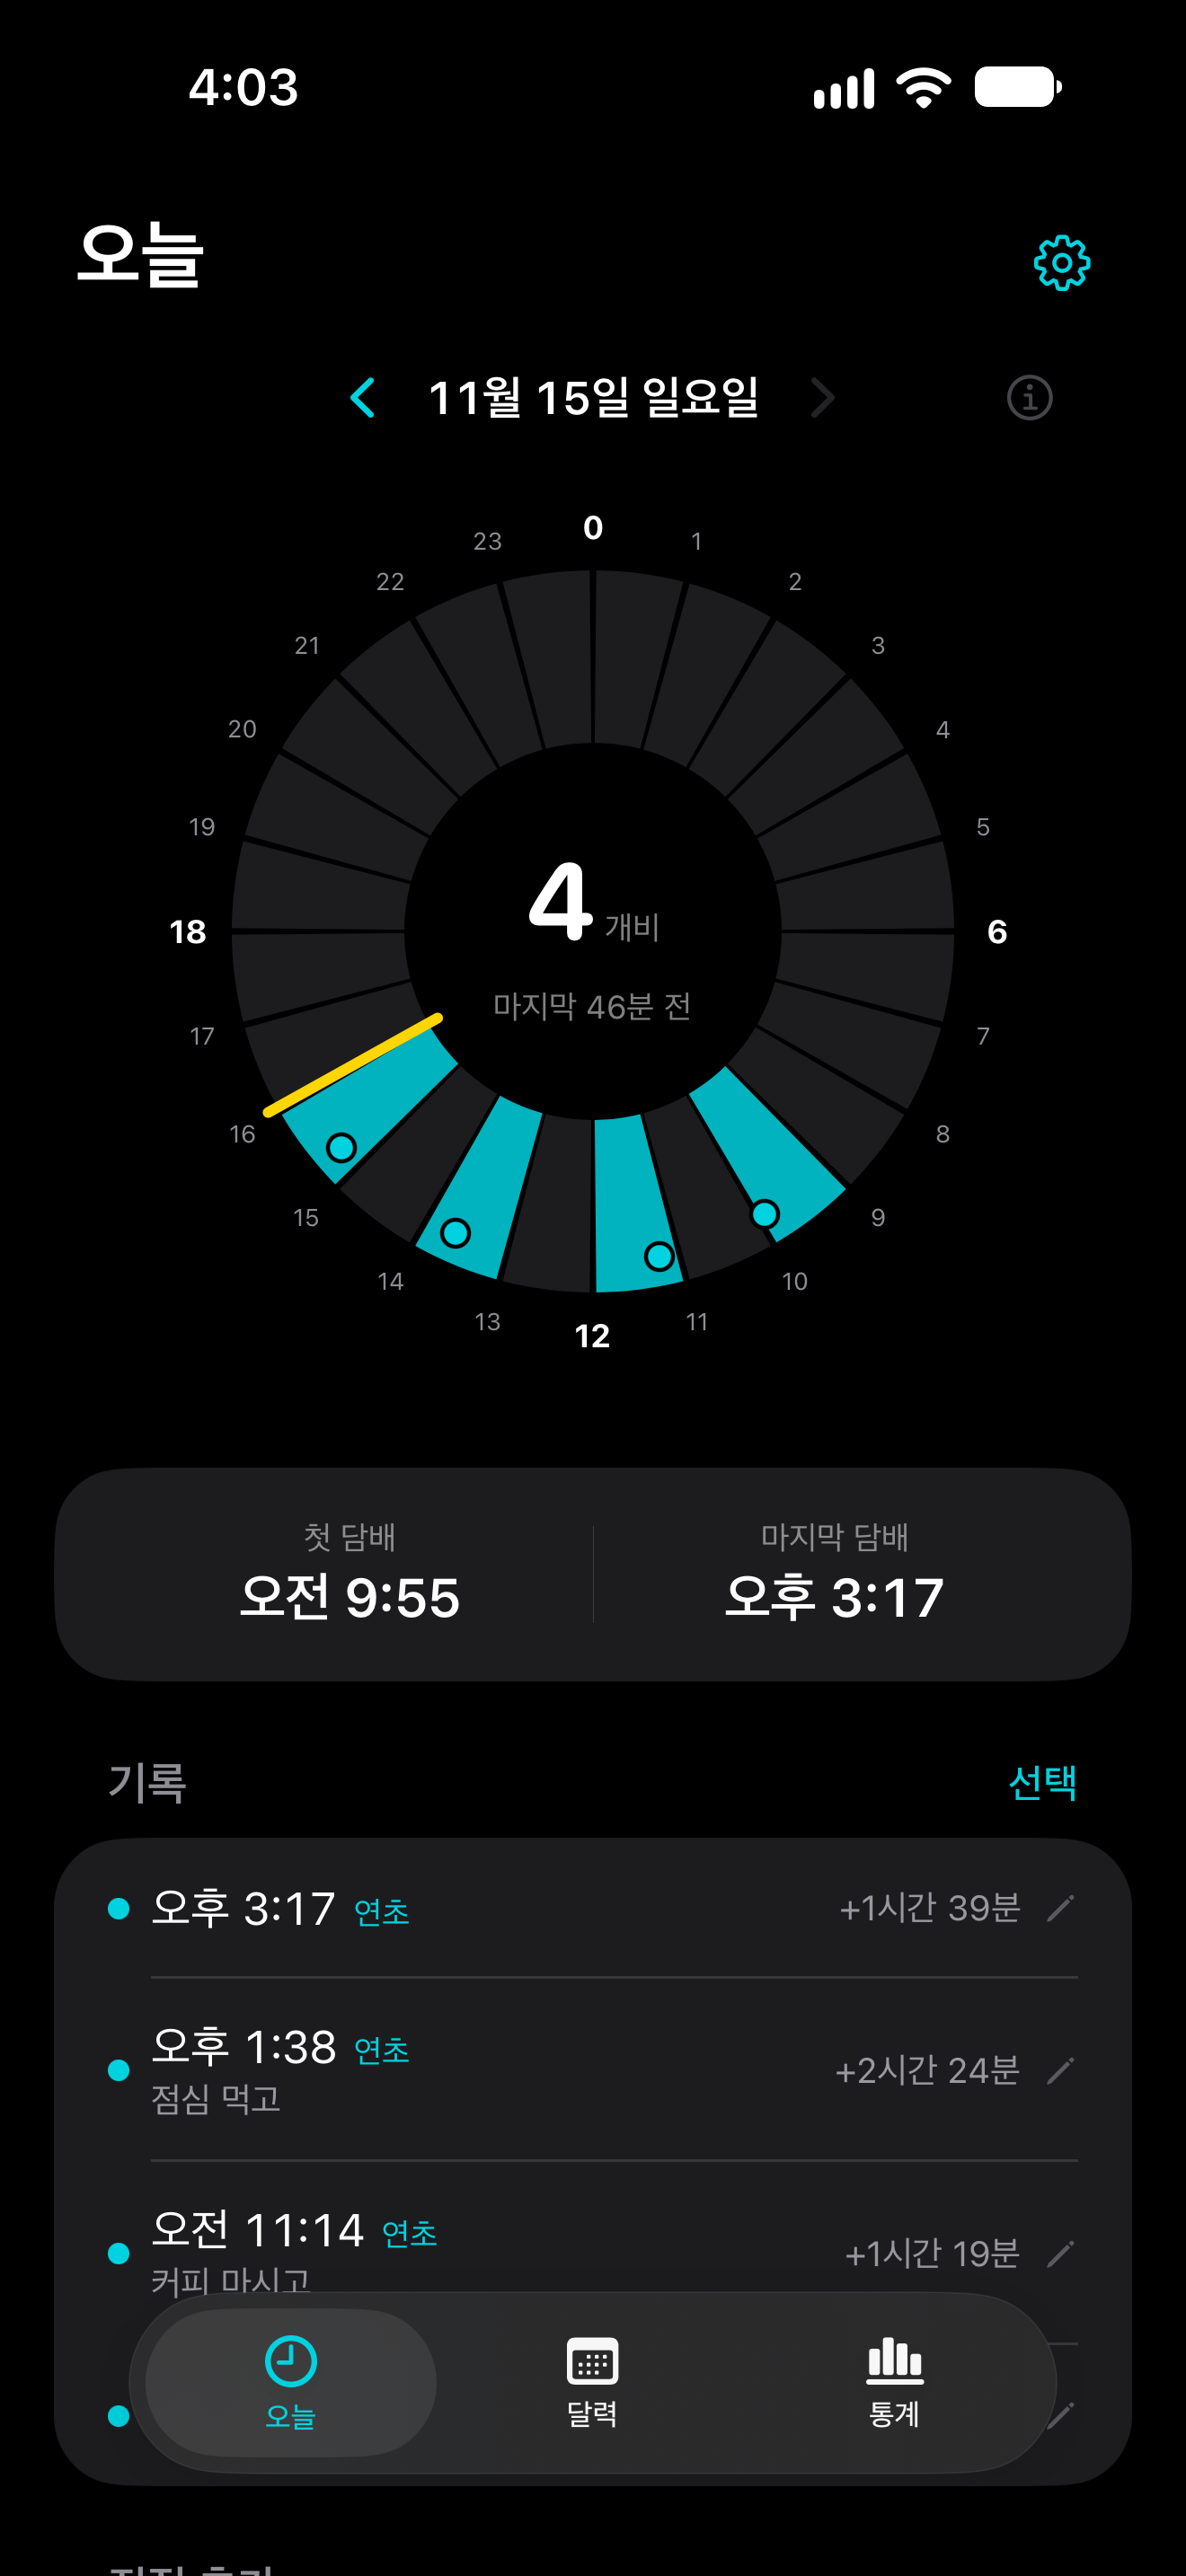 4:03
오늘
11월 15일 일요일
0
23
1
22
2
21
3
20
4
19
5
18
6
17
7
16
8
15
9
14
10
13
11
12
4 개비
마지막 46분 전
첫 담배
마지막 담배
오전 9:55
오후 3:17
기록
선택
오후 3:17 연초
+1시간 39분
오후 1:38 연초
+2시간 24분
점심 먹고
오전 11:14 연초
+1시간 19분
커피 마시고
오늘
달력
통계